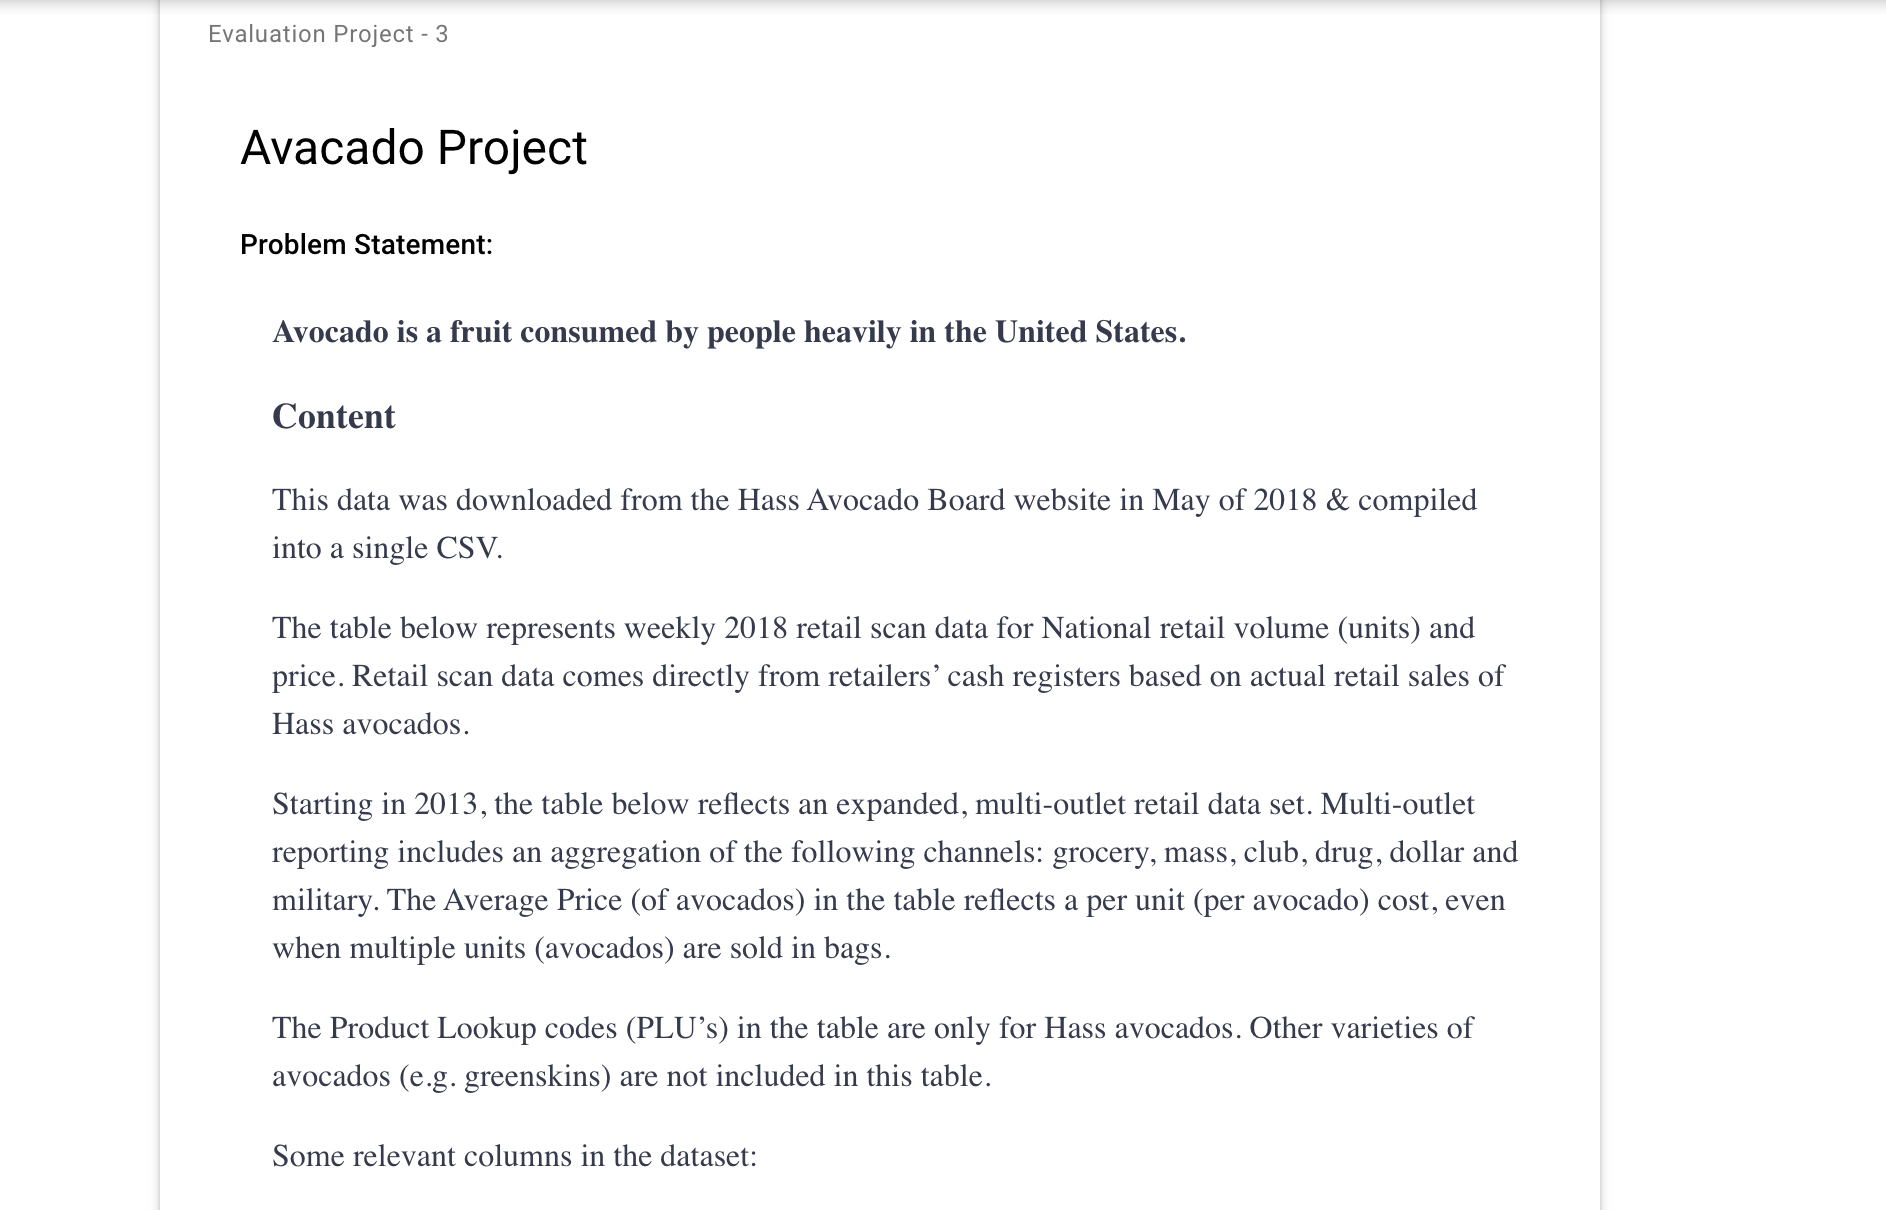 Evaluation Project - 3
Avacado Project
Problem Statement:
Avocado is a fruit consumed by people heavily in the United States.
Content
This data was downloaded from the Hass Avocado Board website in May of 2018 & compiled
into a single CSV.
The table below represents weekly 2018 retail scan data for National retail volume (units) and
price. Retail scan data comes directly from retailers’ cash registers based on actual retail sales of
Hass avocados.
Starting in 2013, the table below reflects an expanded, multi-outlet retail data set. Multi-outlet
reporting includes an aggregation of the following channels: grocery, mass, club, drug, dollar and
military. The Average Price (of avocados) in the table reflects a per unit (per avocado) cost, even
when multiple units (avocados) are sold in bags.
The Product Lookup codes (PLU’s) in the table are only for Hass avocados. Other varieties of
avocados (e.g. greenskins) are not included in this table.
Some relevant columns in the dataset: